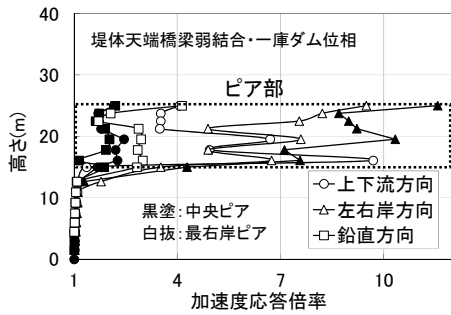 堤体天端橋梁弱結合・一庫ダム位相
ピア部
高さ(m)
40
30
20
10
0
黒塗：中央ピア
白抜：最右岸ピア
上下流方向
左右岸方向
鉛直方向
1 4 7 10
加速度応答倍率